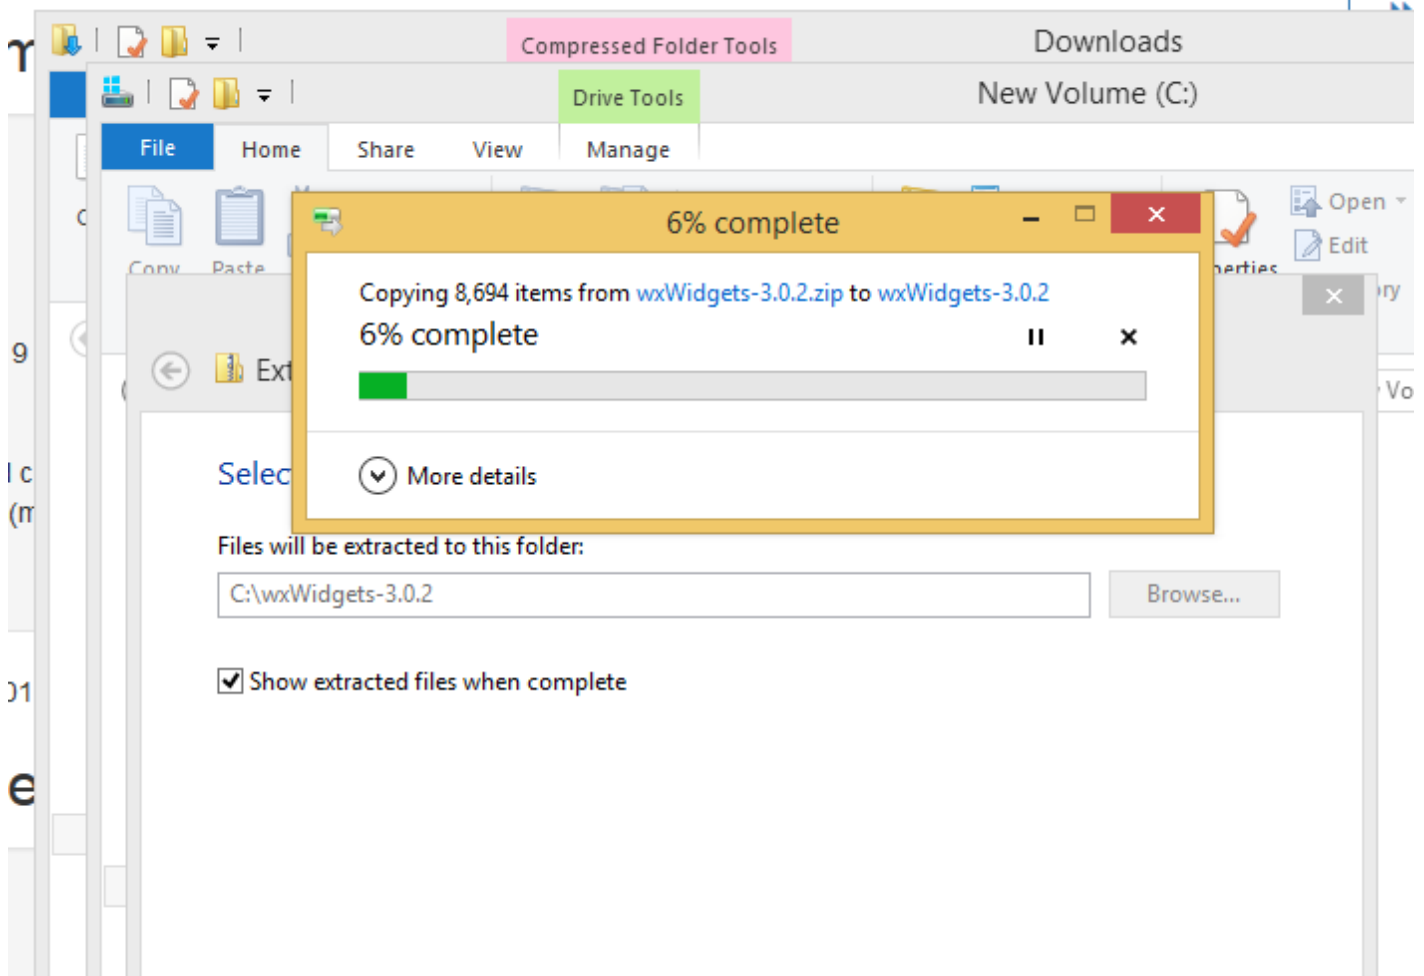 Compressed Folder Tools
Downloads
Drive Tools
New Volume (C:)
File
Home
Share
View
Manage
Copy
Paste
Open
Edit
6% complete
Copying 8,694 items from wxWidgets-3.0.2.zip to wxWidgets-3.0.2
6% complete
More details
Files will be extracted to this folder:
C:\wxWidgets-3.0.2
Browse...
Show extracted files when complete